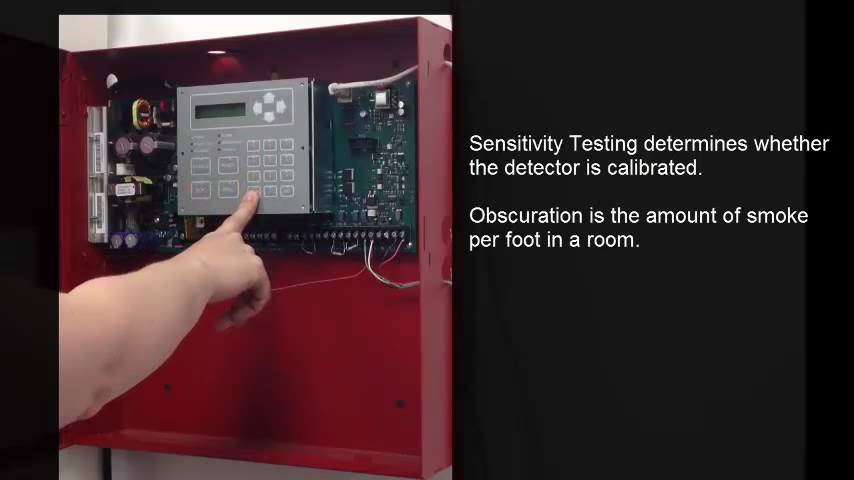 Sensitivity Testing determines whether
the detector is calibrated.
Obscuration is the amount of smoke
per foot in a room.